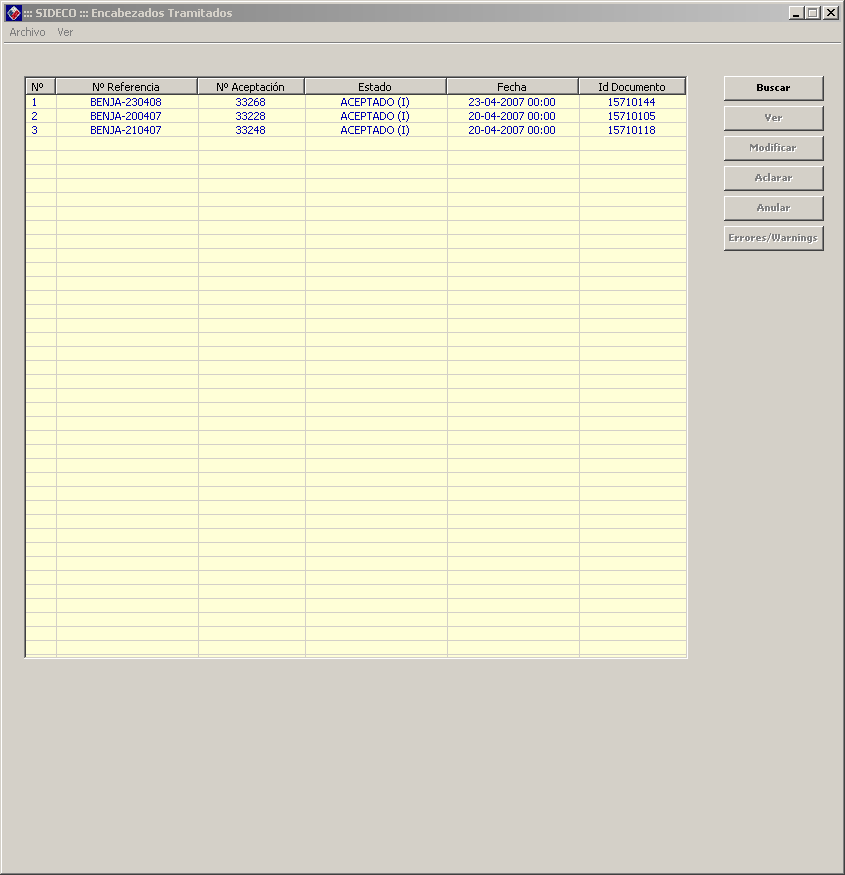 ::: SIDECO ::: Encabezados Tramitados
Archivo Ver
Nº Nº Referencia Nº Aceptación Estado Fecha Id Documento
1 BENJA-230408 33268 ACEPTADO (I) 23-04-2007 00:00 15710144
2 BENJA-200407 33228 ACEPTADO (I) 20-04-2007 00:00 15710105
3 BENJA-210407 33248 ACEPTADO (I) 20-04-2007 00:00 15710118
Buscar
Ver
Modificar
Aclarar
Anular
Errores/Warnings